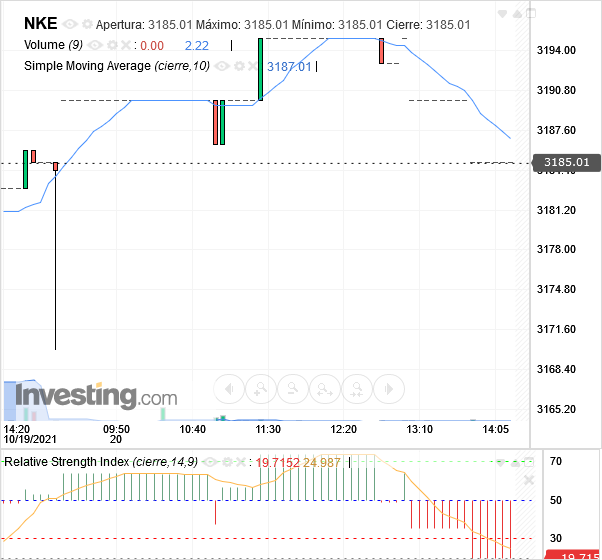 NKE Apertura: 3185.01 Máximo: 3185.01 Mínimo: 3185.01 Cierre: 3185.01
Volume (9) : 0.00 2.22
Simple Moving Average (cierre,10) 3187.01
3194.00
3190.80
3187.60
3185.01
3181.20
3178.00
3174.80
3171.60
3168.40
3165.20
Investing.com
14:20 09:50 10:40 11:30 12:20 13:10 14:05
10/19/2021 20
Relative Strength Index (cierre,14,9) : 19.7152 24.987
70
50
30